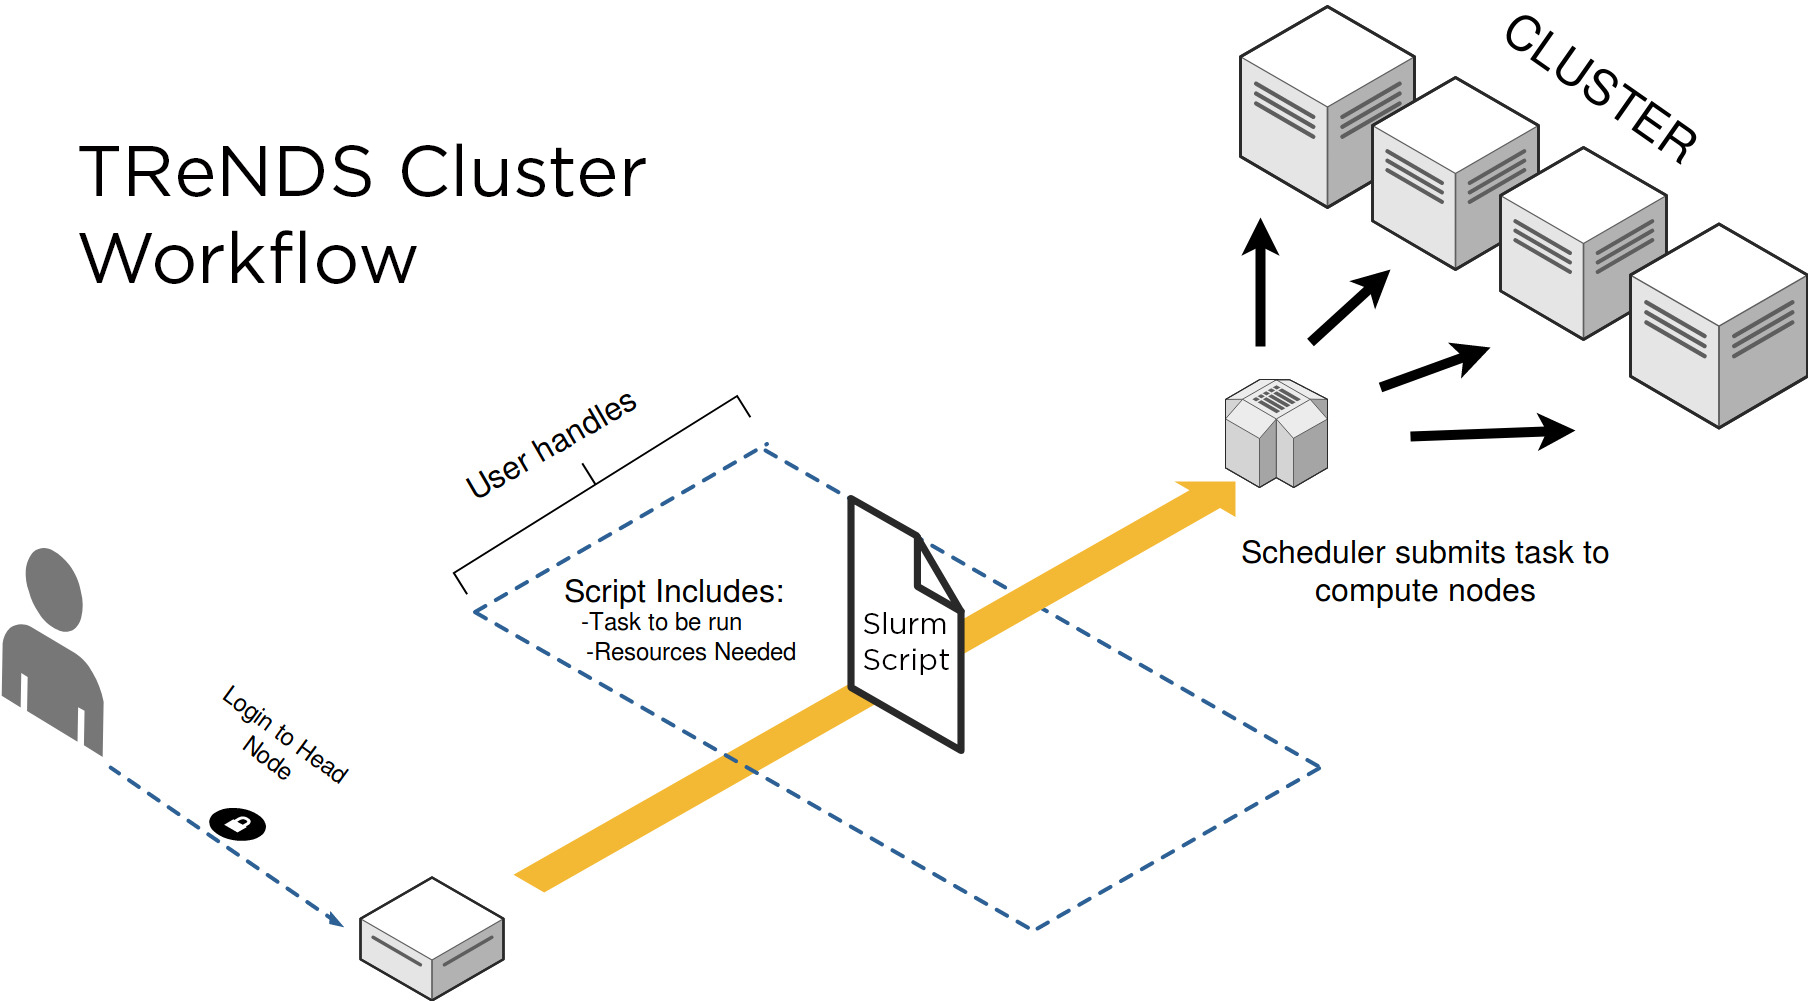 TReNDS Cluster
Workflow
CLUSTER
User handles
Script Includes:
-Task to be run
-Resources Needed
Slurm
Script
Scheduler submits task to
compute nodes
Login to Head
Node